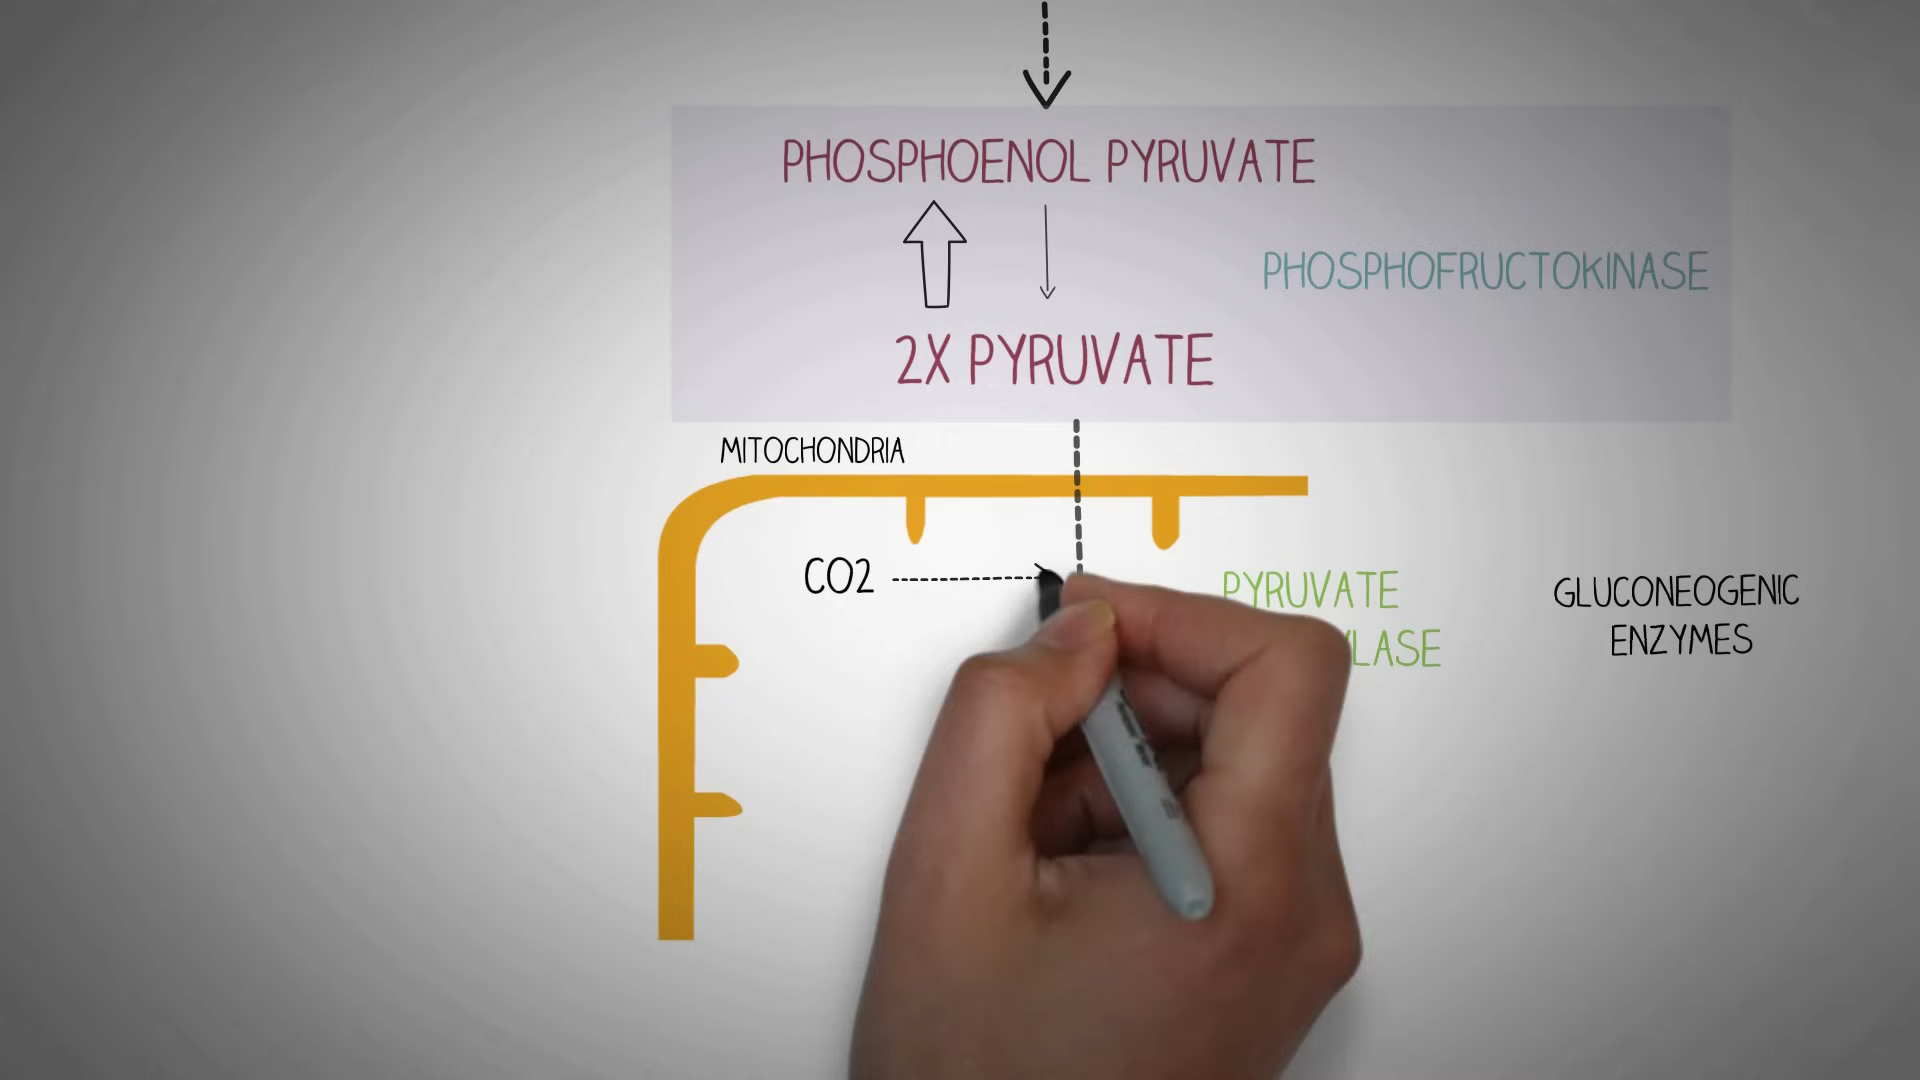 PHOSPHOENOL PYRUVATE
PHOSPHOFRUCTOKINASE
2X PYRUVATE
MITOCHONDRIA
CO2
PYRUVATE
GLUCONEOGENIC
ENZYMES